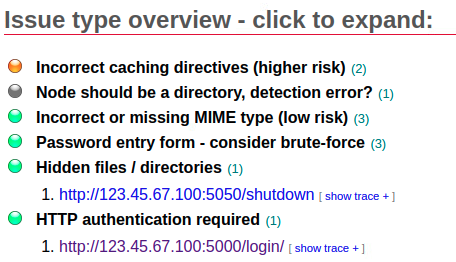 Issue type overview - click to expand:
Incorrect caching directives (higher risk) (2)
Node should be a directory, detection error? (1)
Incorrect or missing MIME type (low risk) (3)
Password entry form - consider brute-force (3)
Hidden files / directories (1)
1. http://123.45.67.100:5050/shutdown [ show trace + ]
HTTP authentication required (1)
1. http://123.45.67.100:5000/login/ [ show trace + ]